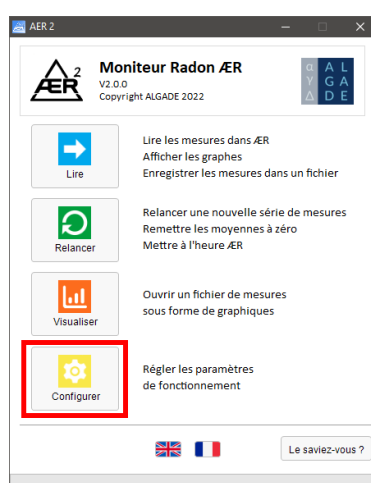 AER 2
ÆR2
Moniteur Radon ÆR
V2.0.0
Copyright ALGADE 2022
α A L
γ G A
Δ D E
Lire
Lire les mesures dans ÆR
Afficher les graphes
Enregistrer les mesures dans un fichier
Relancer
Relancer une nouvelle série de mesures
Remettre les moyennes à zéro
Mettre à l'heure ÆR
Visualiser
Ouvrir un fichier de mesures
sous forme de graphiques
Configurer
Régler les paramètres
de fonctionnement
Le saviez-vous ?